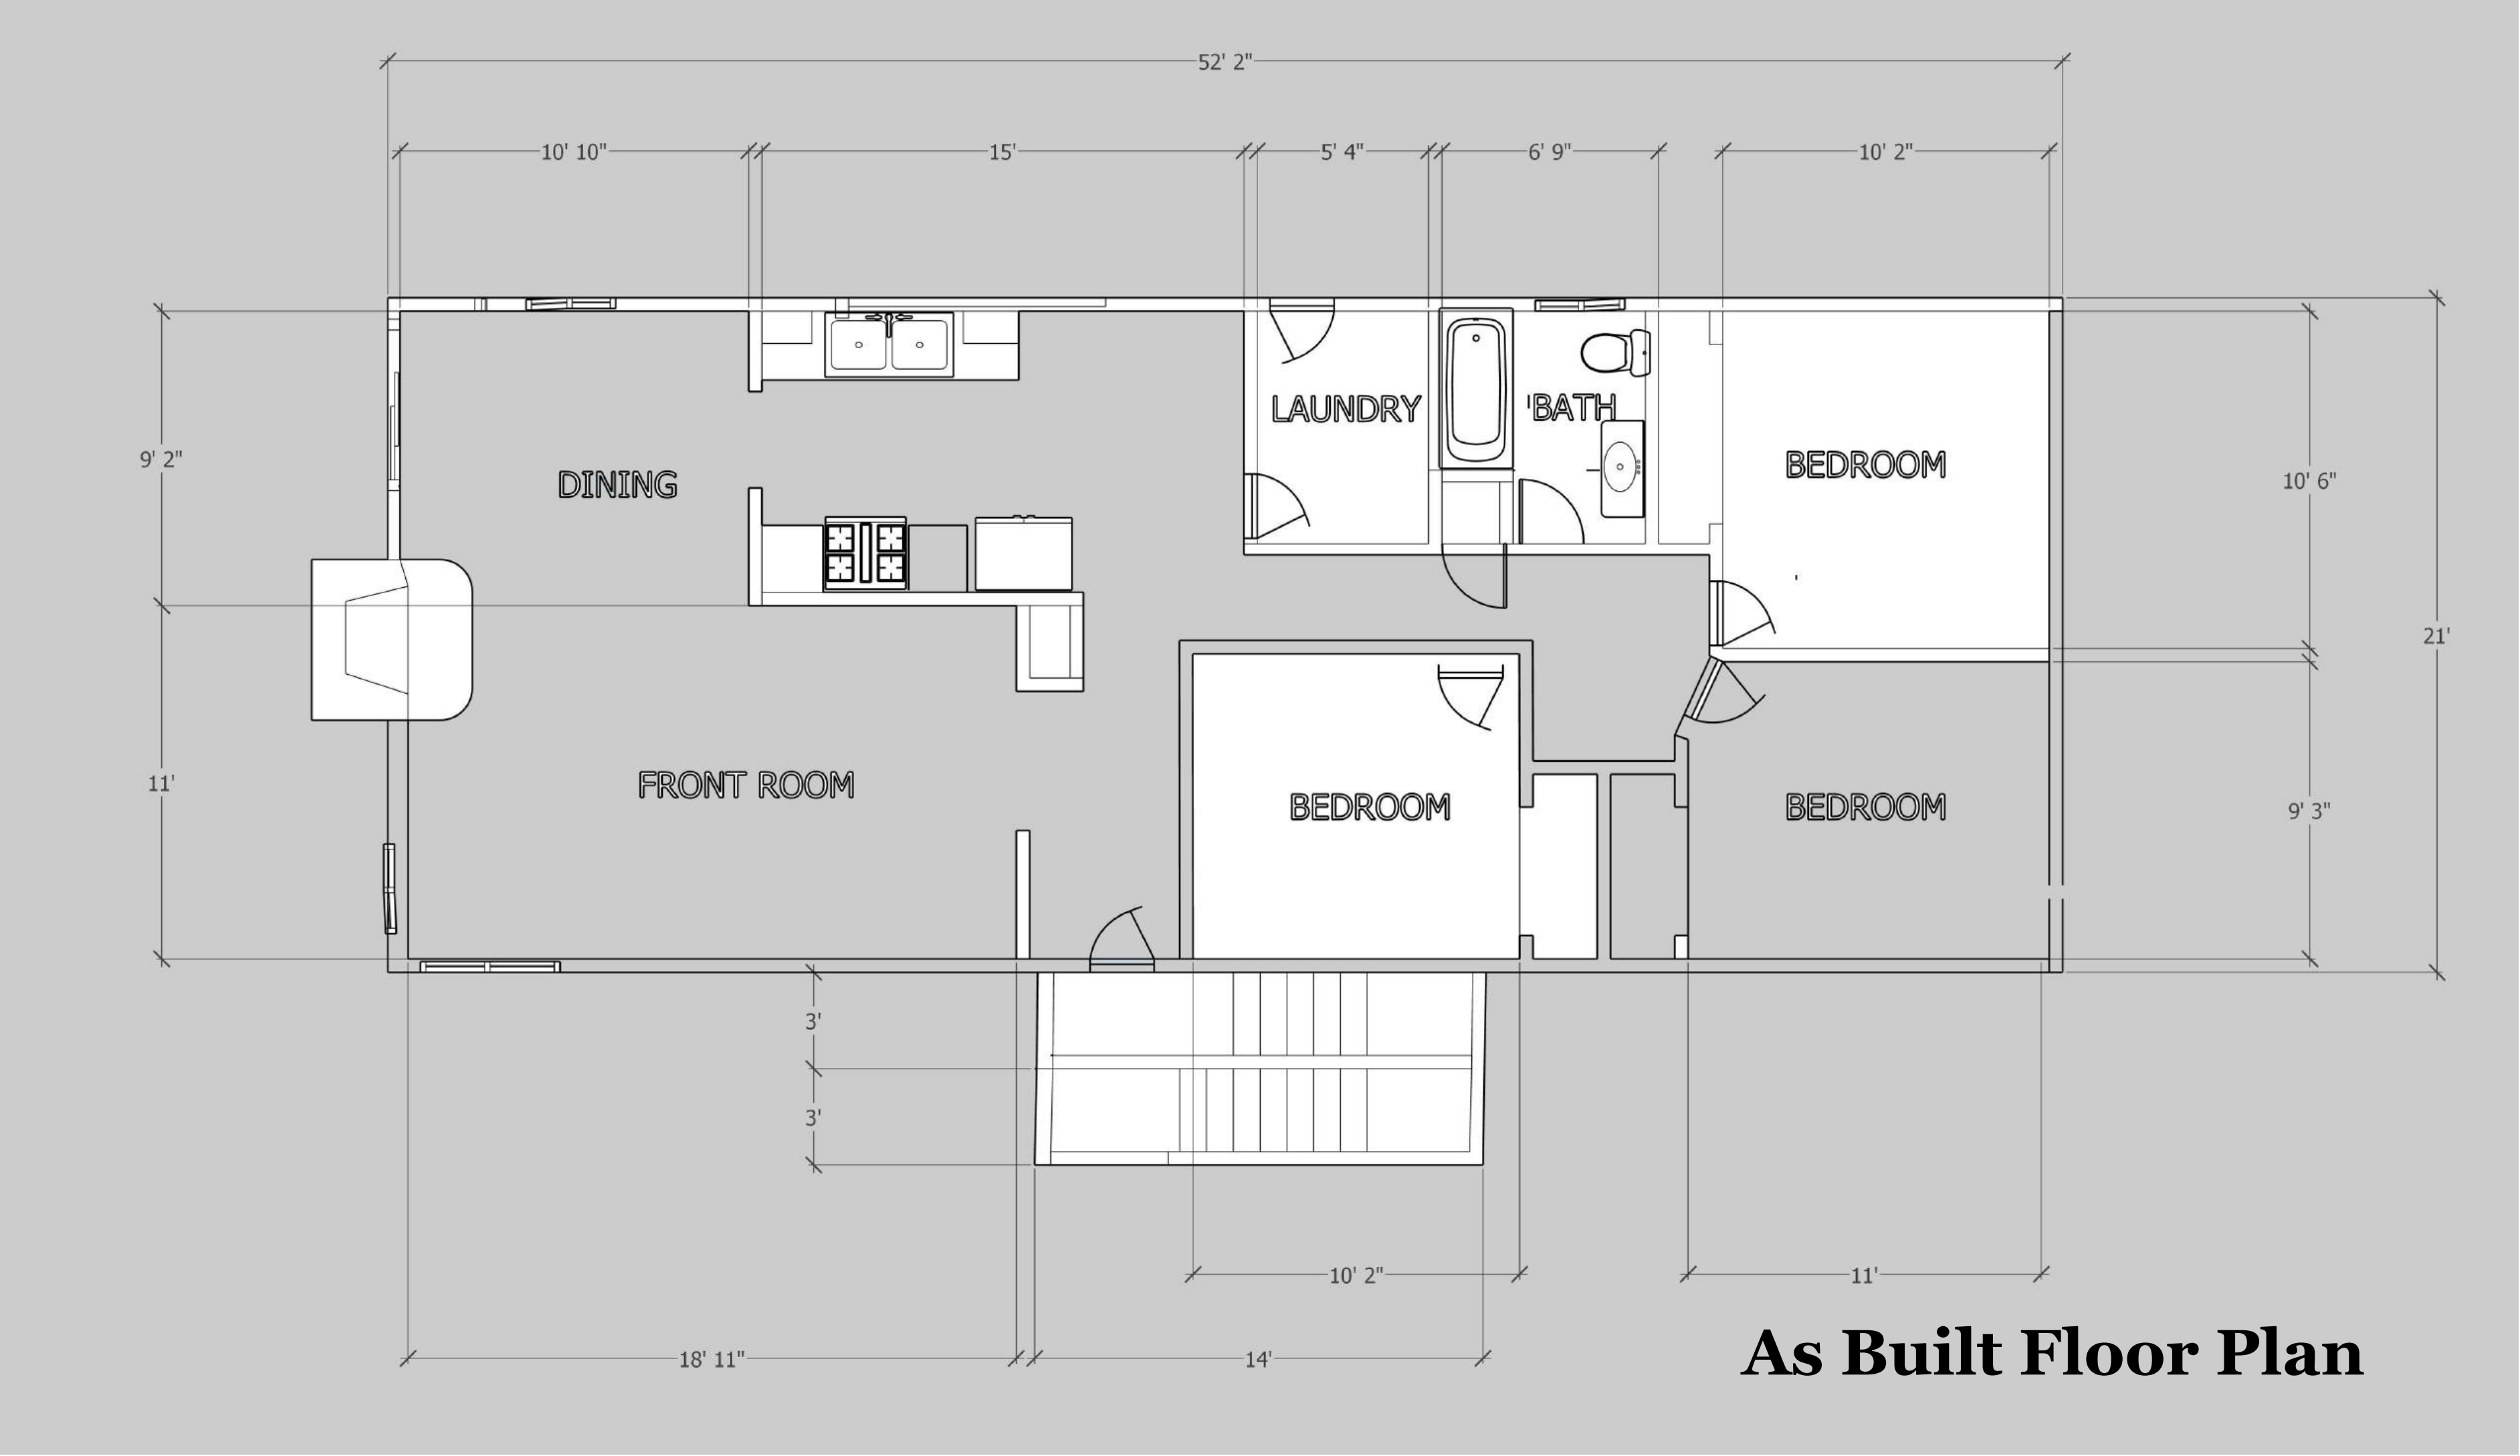 52' 2"
10' 10"
15'
5' 4"
6' 9"
10' 2"
LAUNDRY
'BATH
9' 2"
DINING
BEDROOM
10' 6"
21'
11'
FRONT ROOM
BEDROOM
BEDROOM
9' 3"
3'
3'
10' 2"
11'
18' 11"
14'
As Built Floor Plan